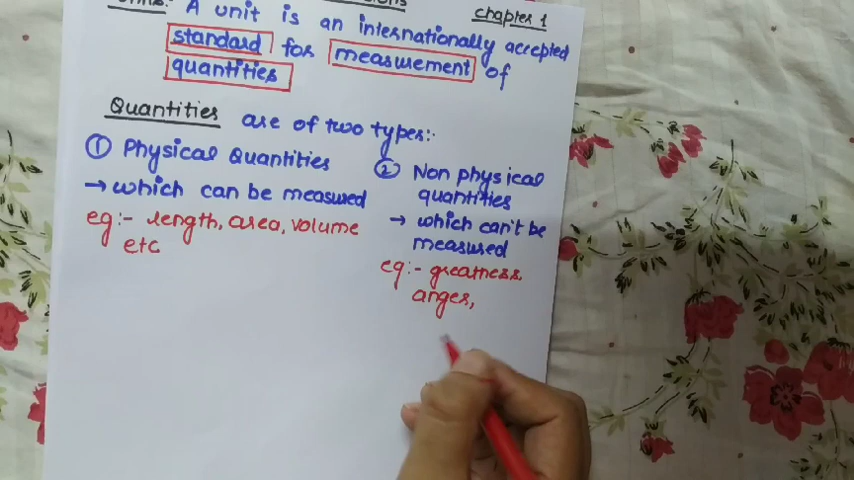 chapter 1
A unit is an internationally accepted
standard for measurement of
quantities
Quantities are of two types:-
① Physical Quantities
→ which can be measured
eg:- length, area, volume
etc
② Non physical
quantities
→ which can't be
measured
eg:- greatness.
anger,